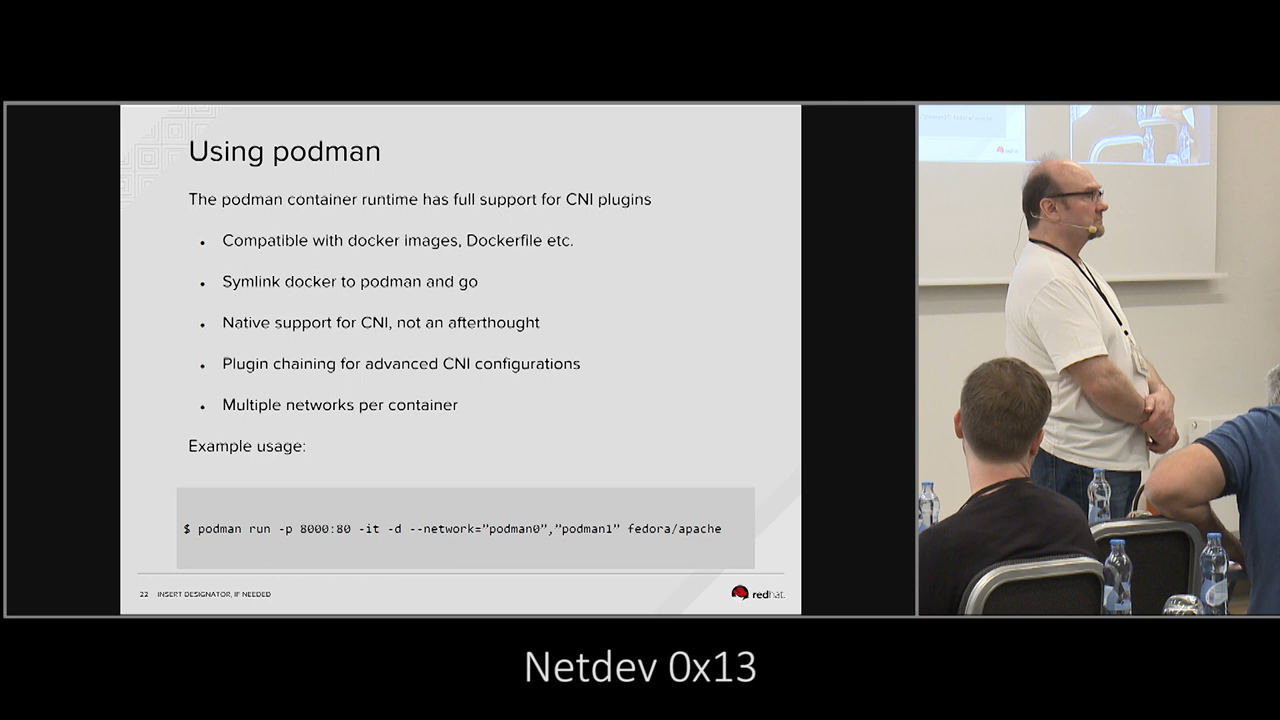 Using podman
The podman container runtime has full support for CNI plugins
• Compatible with docker images, Dockerfile etc.
• Symlink docker to podman and go
• Native support for CNI, not an afterthought
• Plugin chaining for advanced CNI configurations
• Multiple networks per container
Example usage:
$ podman run -p 8000:80 -it -d --network=”podman0”,”podman1” fedora/apache
22 INSERT DESIGNATOR, IF NEEDED
redhat.
Netdev 0x13